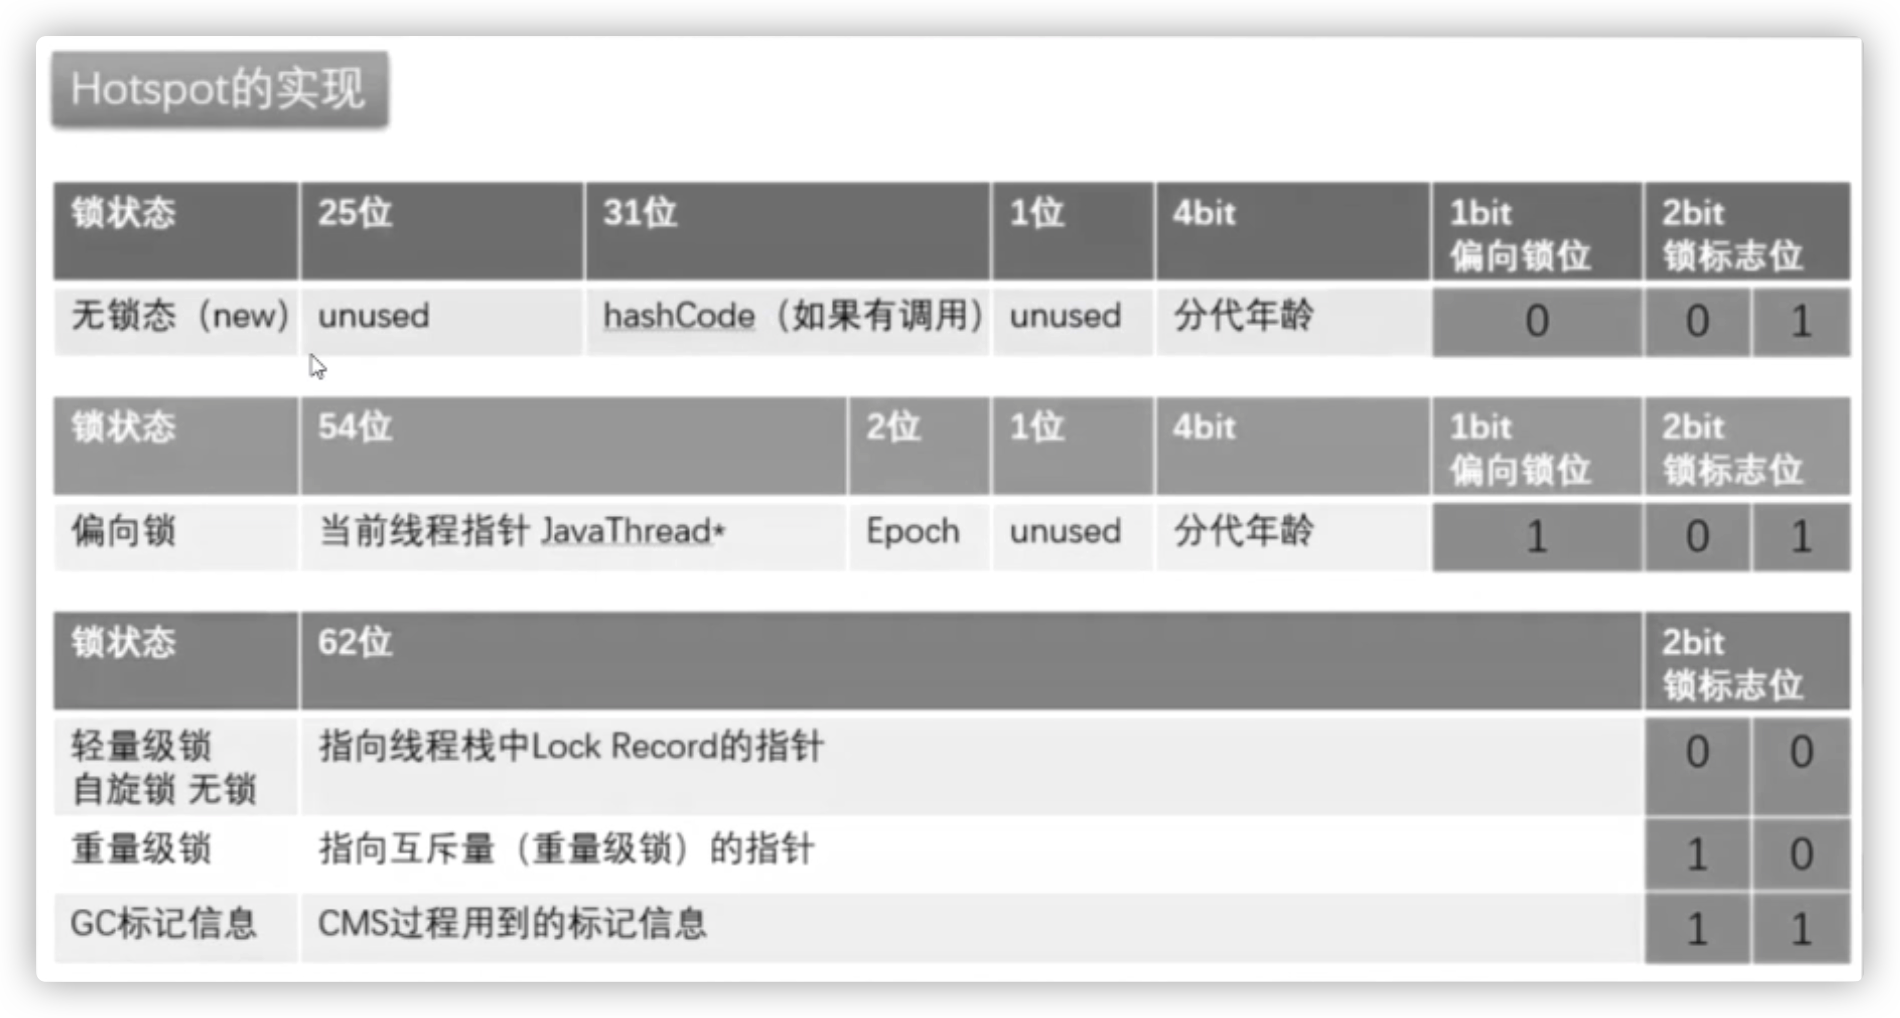 Hotspot的实现
锁状态 25位 31位 1位 4bit 1bit 2bit
偏向锁位 锁标志位
无锁态（new） unused hashCode（如果有调用） unused 分代年龄 0 0 1
锁状态 54位 2位 1位 4bit 1bit 2bit
偏向锁位 锁标志位
偏向锁 当前线程指针 JavaThread* Epoch unused 分代年龄 1 0 1
锁状态 62位 2bit
锁标志位
轻量级锁 指向线程栈中Lock Record的指针 0 0
自旋锁 无锁
重量级锁 指向互斥量（重量级锁）的指针 1 0
GC标记信息 CMS过程用到的标记信息 1 1